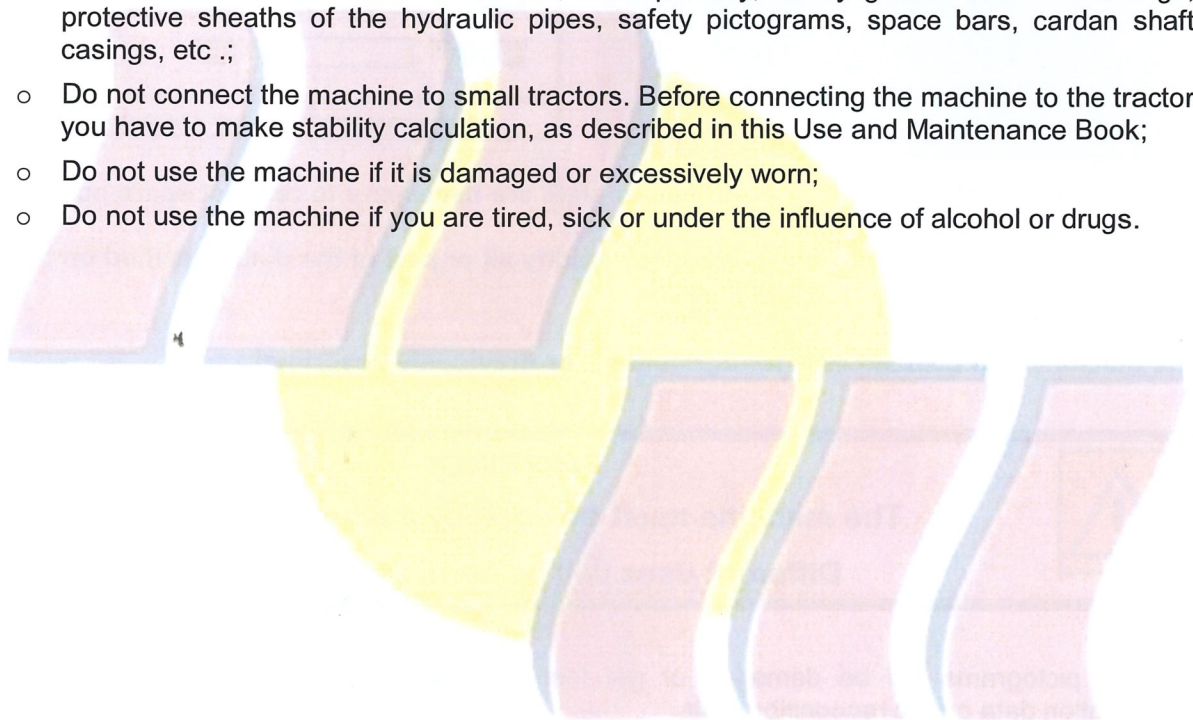 protective sheaths of the hydraulic pipes, safety pictograms, space bars, cardan shaft
casings, etc .;
o Do not connect the machine to small tractors. Before connecting the machine to the tractor
you have to make stability calculation, as described in this Use and Maintenance Book;
o Do not use the machine if it is damaged or excessively worn;
o Do not use the machine if you are tired, sick or under the influence of alcohol or drugs.